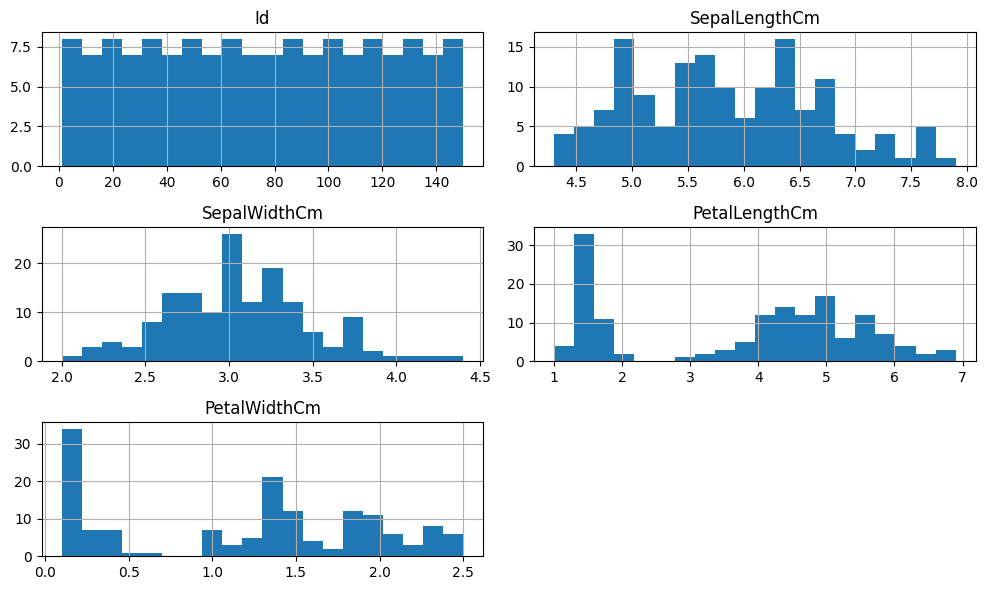 Id
7.5
5.0
2.5
0.0
0 20 40 60 80 100 120 140
SepalLengthCm
15
10
5
0
4.5 5.0 5.5 6.0 6.5 7.0 7.5 8.0
SepalWidthCm
20
10
0
2.0 2.5 3.0 3.5 4.0 4.5
PetalLengthCm
30
20
10
0
1 2 3 4 5 6 7
PetalWidthCm
30
20
10
0
0.0 0.5 1.0 1.5 2.0 2.5